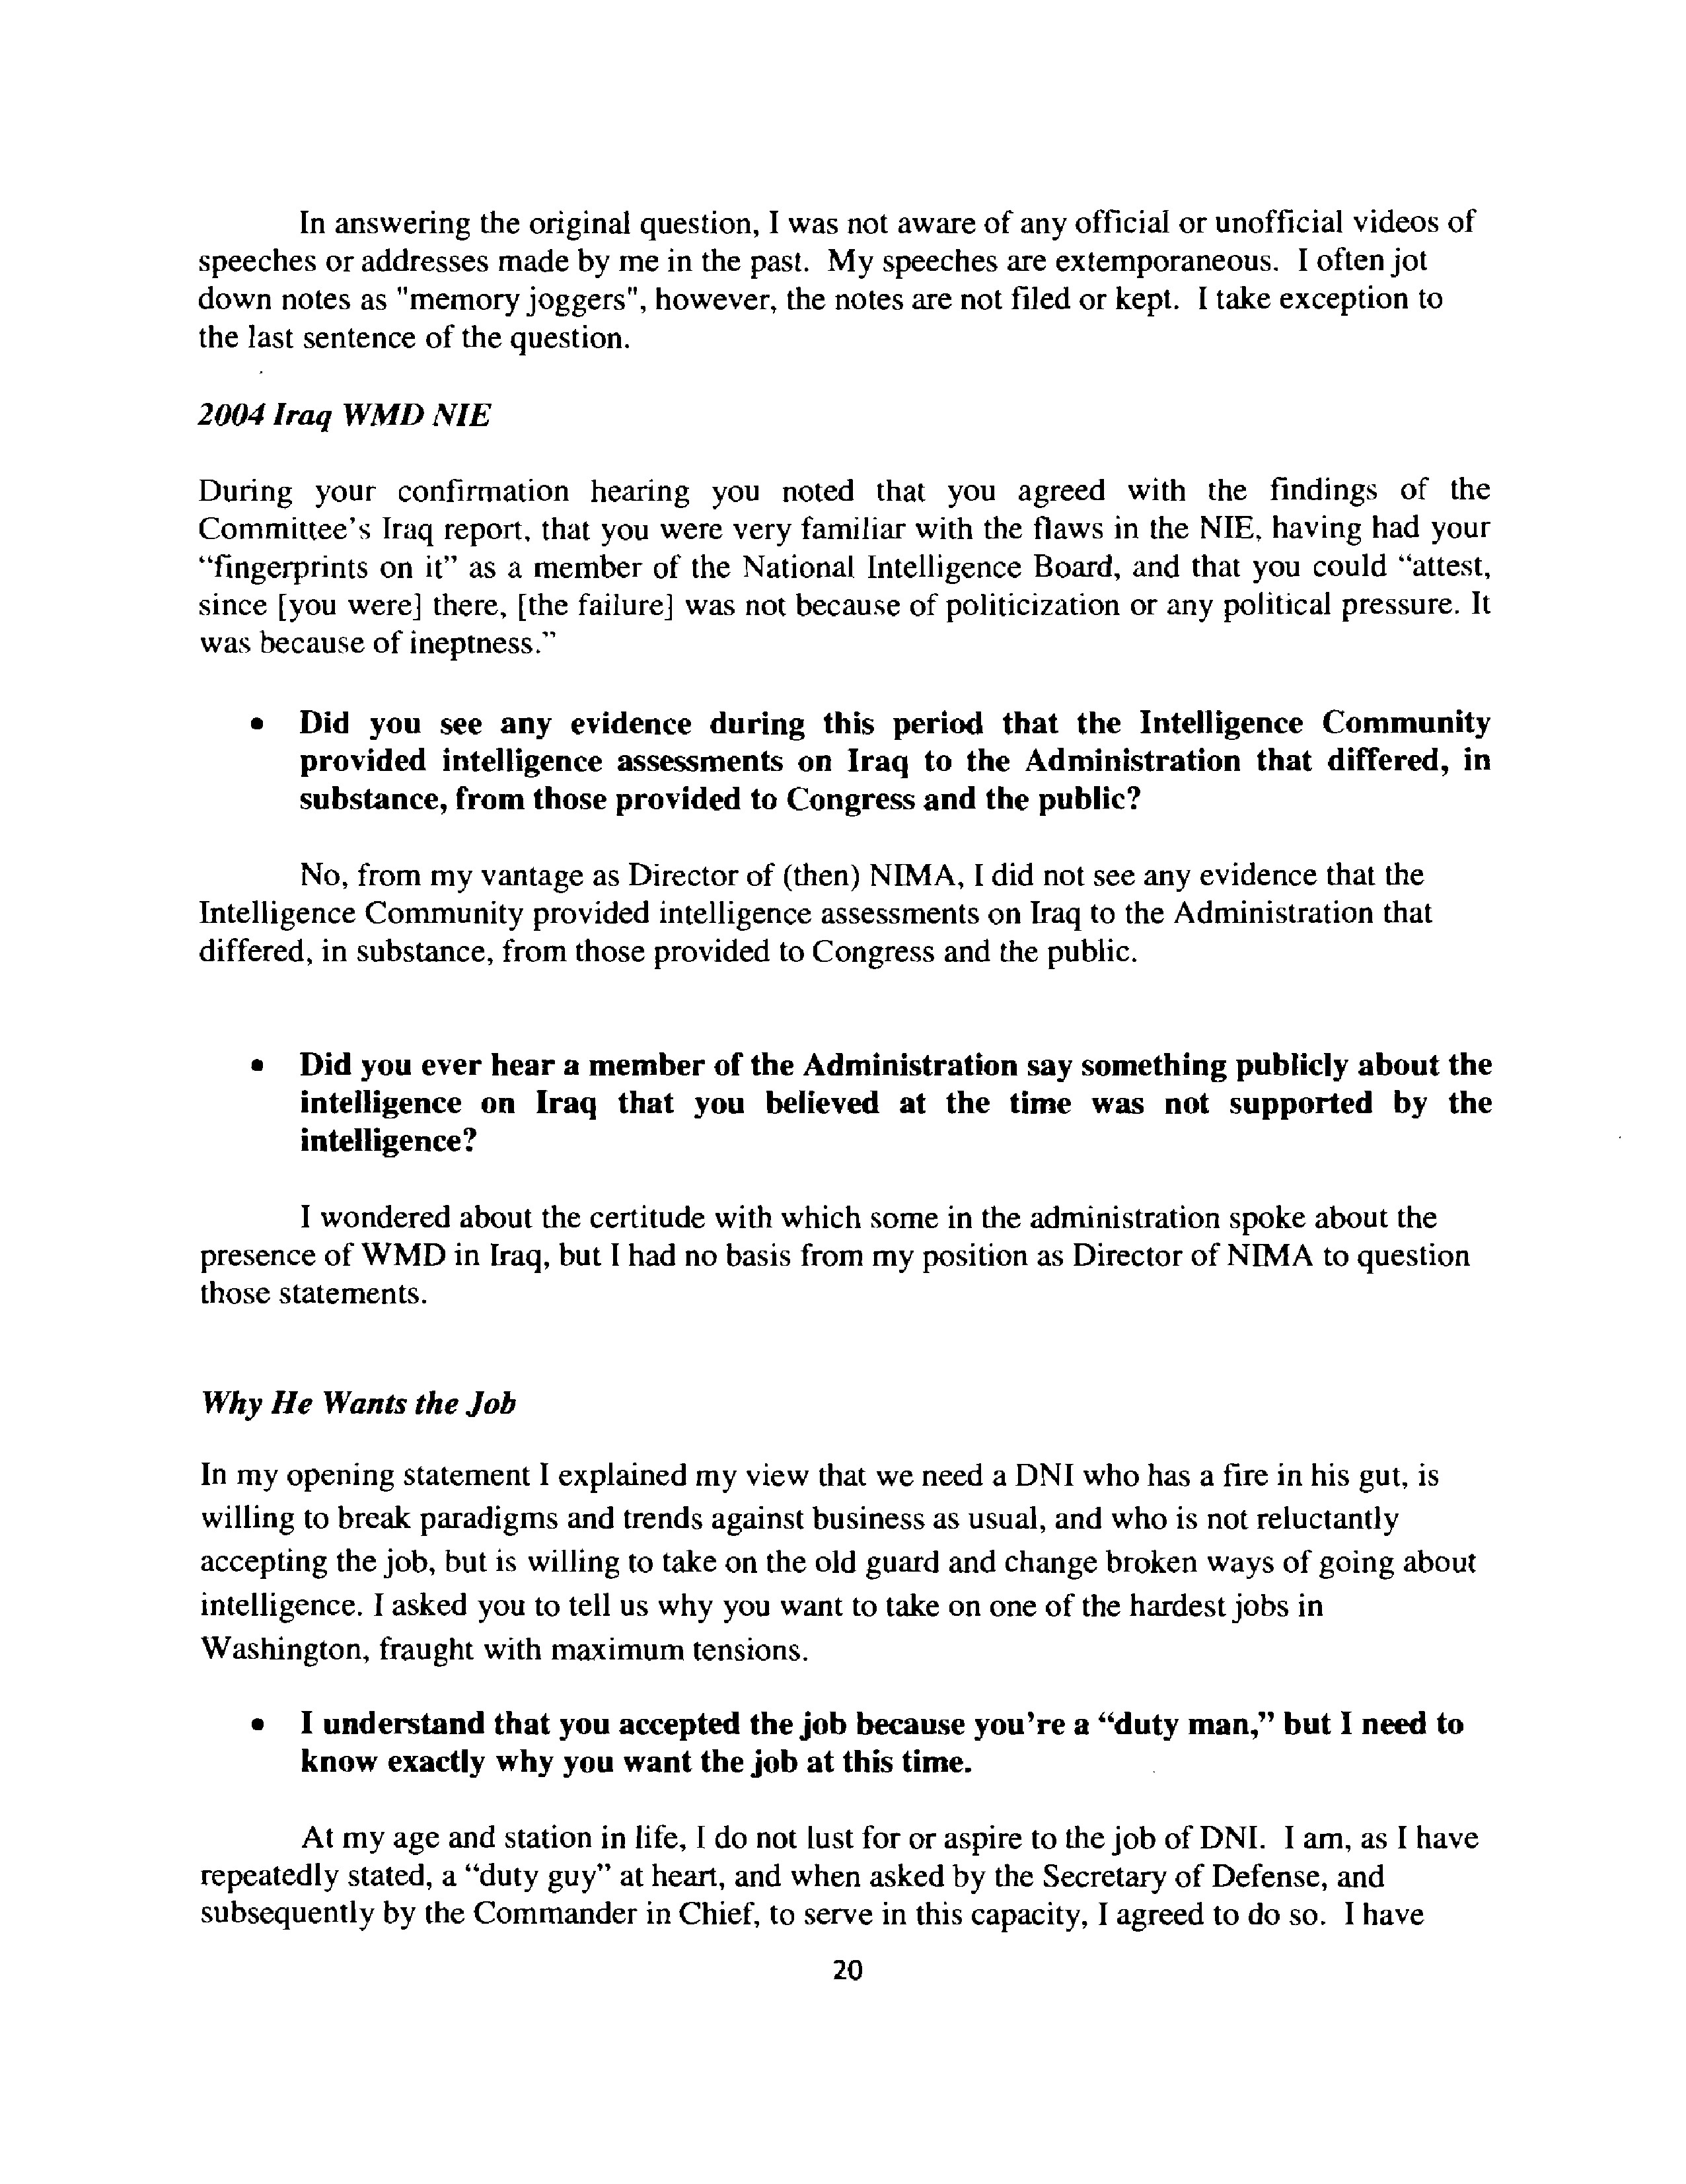 In answering the original question, I was not aware of any official or unofficial videos of
speeches or addresses made by me in the past. My speeches are extemporaneous. I often jot
down notes as "memory joggers", however, the notes are not filed or kept. I take exception to
the last sentence of the question.
2004 Iraq WMD NIE
During your confirmation hearing you noted that you agreed with the findings of the
Committee's Iraq report, that you were very familiar with the flaws in the NIE, having had your
“fingerprints on it” as a member of the National Intelligence Board, and that you could “attest,
since [you were] there, [the failure] was not because of politicization or any political pressure. It
was because of ineptness.”
• Did you see any evidence during this period that the Intelligence Community
provided intelligence assessments on Iraq to the Administration that differed, in
substance, from those provided to Congress and the public?
No, from my vantage as Director of (then) NIMA, I did not see any evidence that the
Intelligence Community provided intelligence assessments on Iraq to the Administration that
differed, in substance, from those provided to Congress and the public.
• Did you ever hear a member of the Administration say something publicly about the
intelligence on Iraq that you believed at the time was not supported by the
intelligence?
I wondered about the certitude with which some in the administration spoke about the
presence of WMD in Iraq, but I had no basis from my position as Director of NIMA to question
those statements.
Why He Wants the Job
In my opening statement I explained my view that we need a DNI who has a fire in his gut, is
willing to break paradigms and trends against business as usual, and who is not reluctantly
accepting the job, but is willing to take on the old guard and change broken ways of going about
intelligence. I asked you to tell us why you want to take on one of the hardest jobs in
Washington, fraught with maximum tensions.
• I understand that you accepted the job because you're a “duty man,” but I need to
know exactly why you want the job at this time.
At my age and station in life, I do not lust for or aspire to the job of DNI. I am, as I have
repeatedly stated, a “duty guy” at heart, and when asked by the Secretary of Defense, and
subsequently by the Commander in Chief, to serve in this capacity, I agreed to do so. I have
20